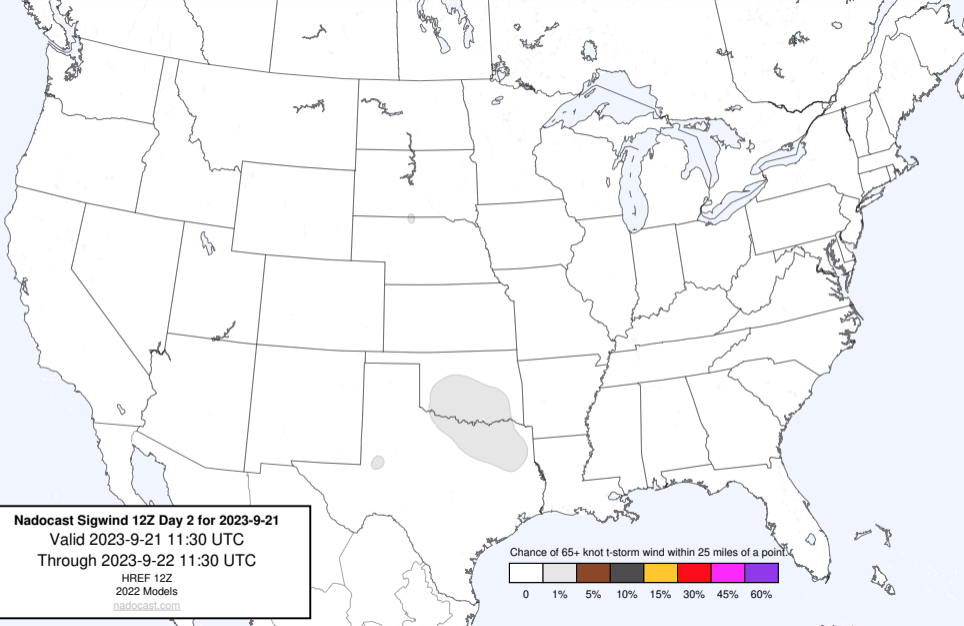 Nadocast Sigwind 12Z Day 2 for 2023-9-21
Valid 2023-9-21 11:30 UTC
Through 2023-9-22 11:30 UTC
HREF 12Z
2022 Models
nadocast.com
Chance of 65+ knot t-storm wind within 25 miles of a point.
0 1% 5% 10% 15% 30% 45% 60%